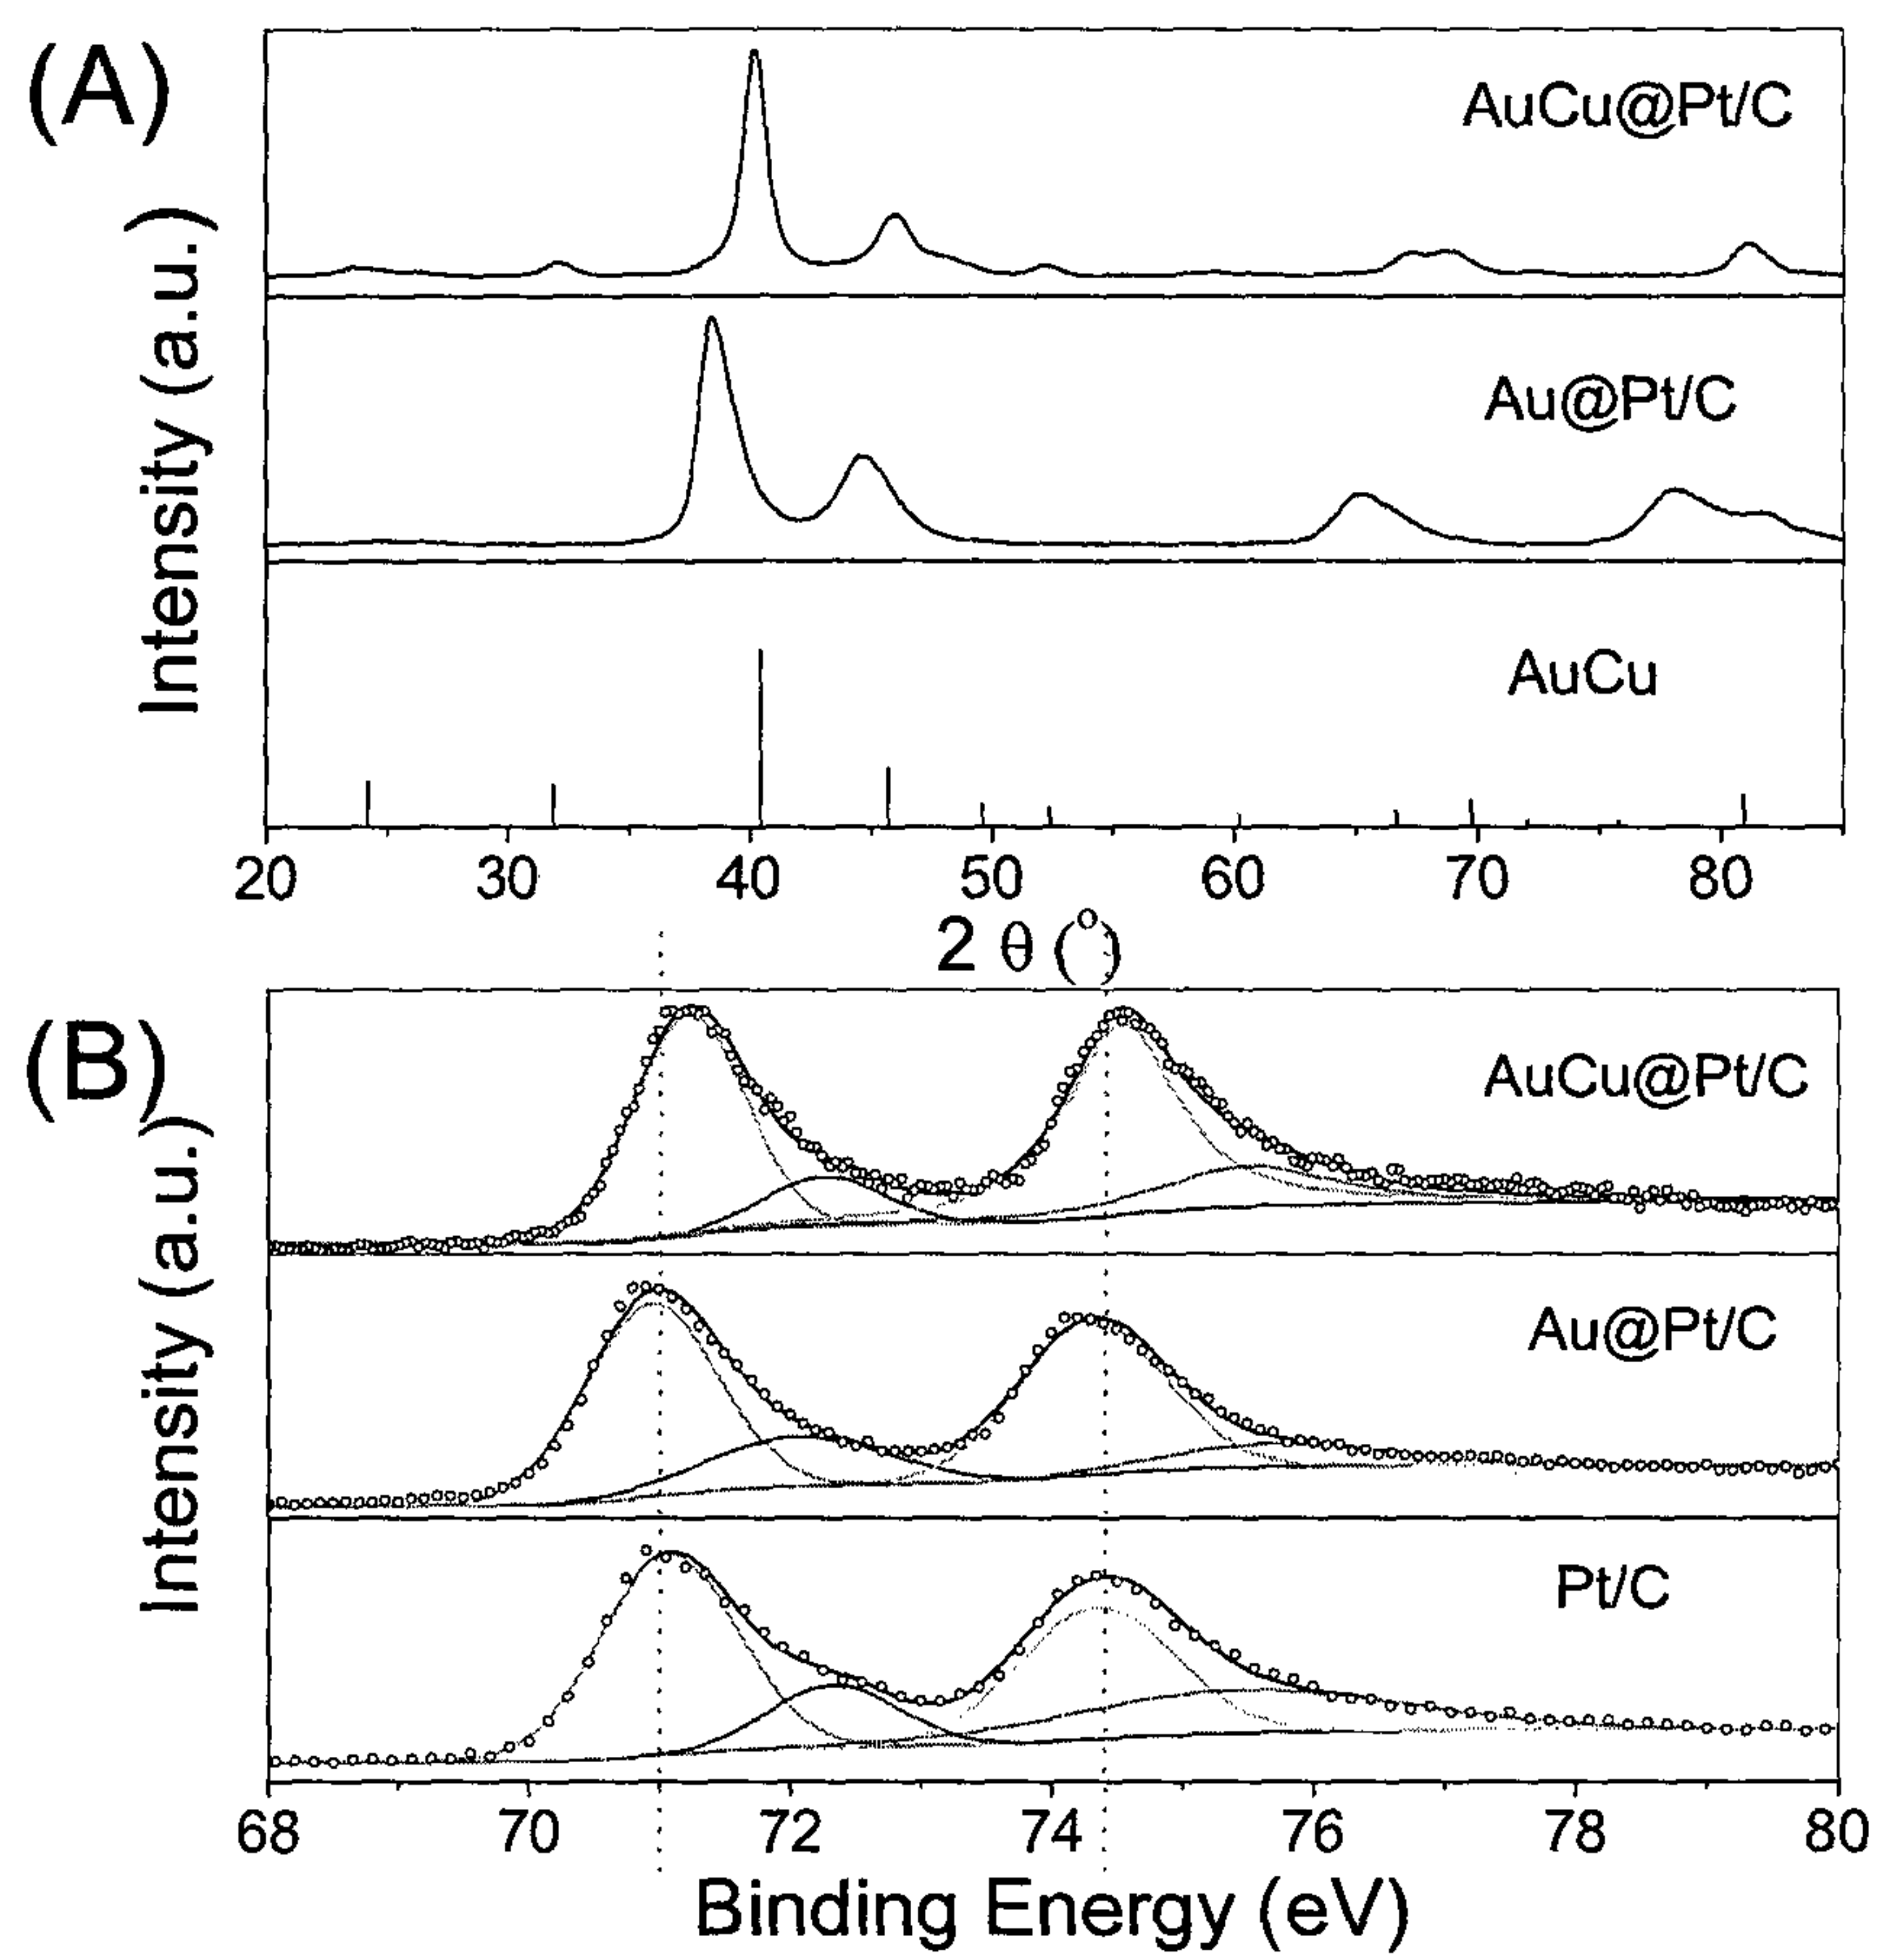 (A)
Intensity (a.u.)
AuCu@Pt/C
Au@Pt/C
AuCu
20 30 40 50 60 70 80
2 θ (°)
(B)
Intensity (a.u.)
AuCu@Pt/C
Au@Pt/C
Pt/C
68 70 72 74 76 78 80
Binding Energy (eV)